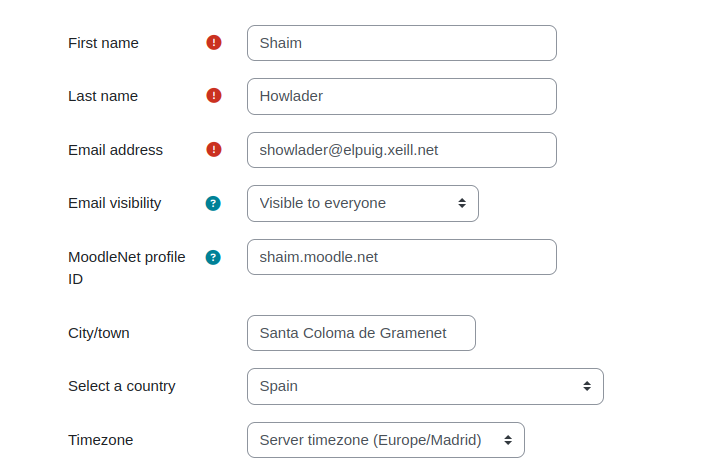 First name ! Shaim
Last name ! Howlader
Email address ! showlader@elpuig.xeill.net
Email visibility ? Visible to everyone
MoodleNet profile ? shaim.moodle.net
ID
City/town Santa Coloma de Gramenet
Select a country Spain
Timezone Server timezone (Europe/Madrid)